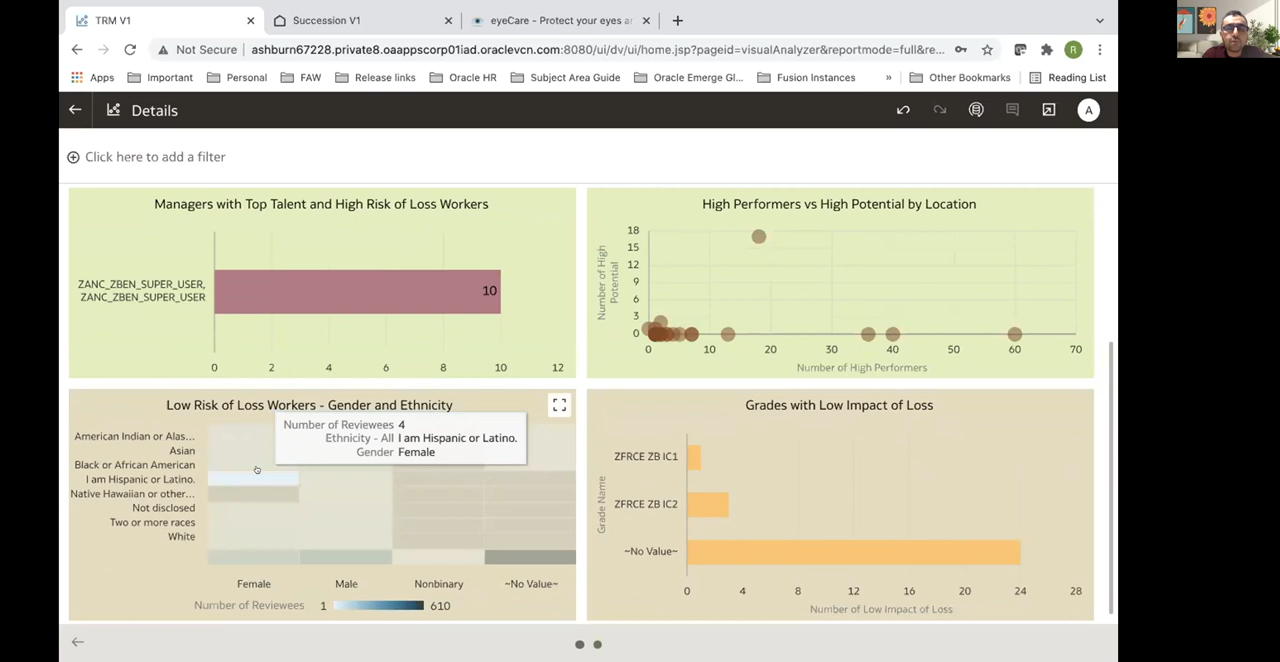 TRM V1
Succession V1
eyeCare - Protect your eyes ar
Not Secure
ashburn67228.private8.oaappscorp01iad.oraclevcn.com:8080/ui/dv/ui/home.jsp?pageid=visualAnalyzer&reportmode=full&re...
R
Apps
Important
Personal
FAW
Release links
Oracle HR
Subject Area Guide
Oracle Emerge Gl...
Fusion Instances
»
Other Bookmarks
Reading List
Details
A
Click here to add a filter
Managers with Top Talent and High Risk of Loss Workers
ZANC_ZBEN_SUPER_USER,
ZANC_ZBEN_SUPER_USER
10
0 2 4 6 8 10 12
High Performers vs High Potential by Location
Number of High
Potential
18
15
12
9
6
3
0
0 10 20 30 40 50 60 70
Number of High Performers
Low Risk of Loss Workers - Gender and Ethnicity
Number of Reviewees 4
Ethnicity - All I am Hispanic or Latino.
Gender Female
American Indian or Alas...
Asian
Black or African American
I am Hispanic or Latino.
Native Hawaiian or other...
Not disclosed
Two or more races
White
Female Male Nonbinary ~No Value~
Number of Reviewees 1 610
Grades with Low Impact of Loss
Grade Name
ZFRCE ZB IC1
ZFRCE ZB IC2
~No Value~
0 4 8 12 16 20 24 28
Number of Low Impact of Loss